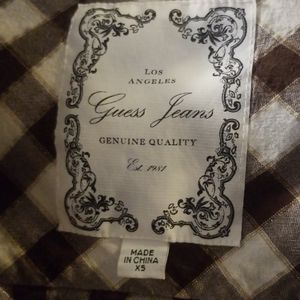 LOS
ANGELES
Guess Jeans
GENUINE QUALITY
Est. 1981
MADE
IN CHINA
XS